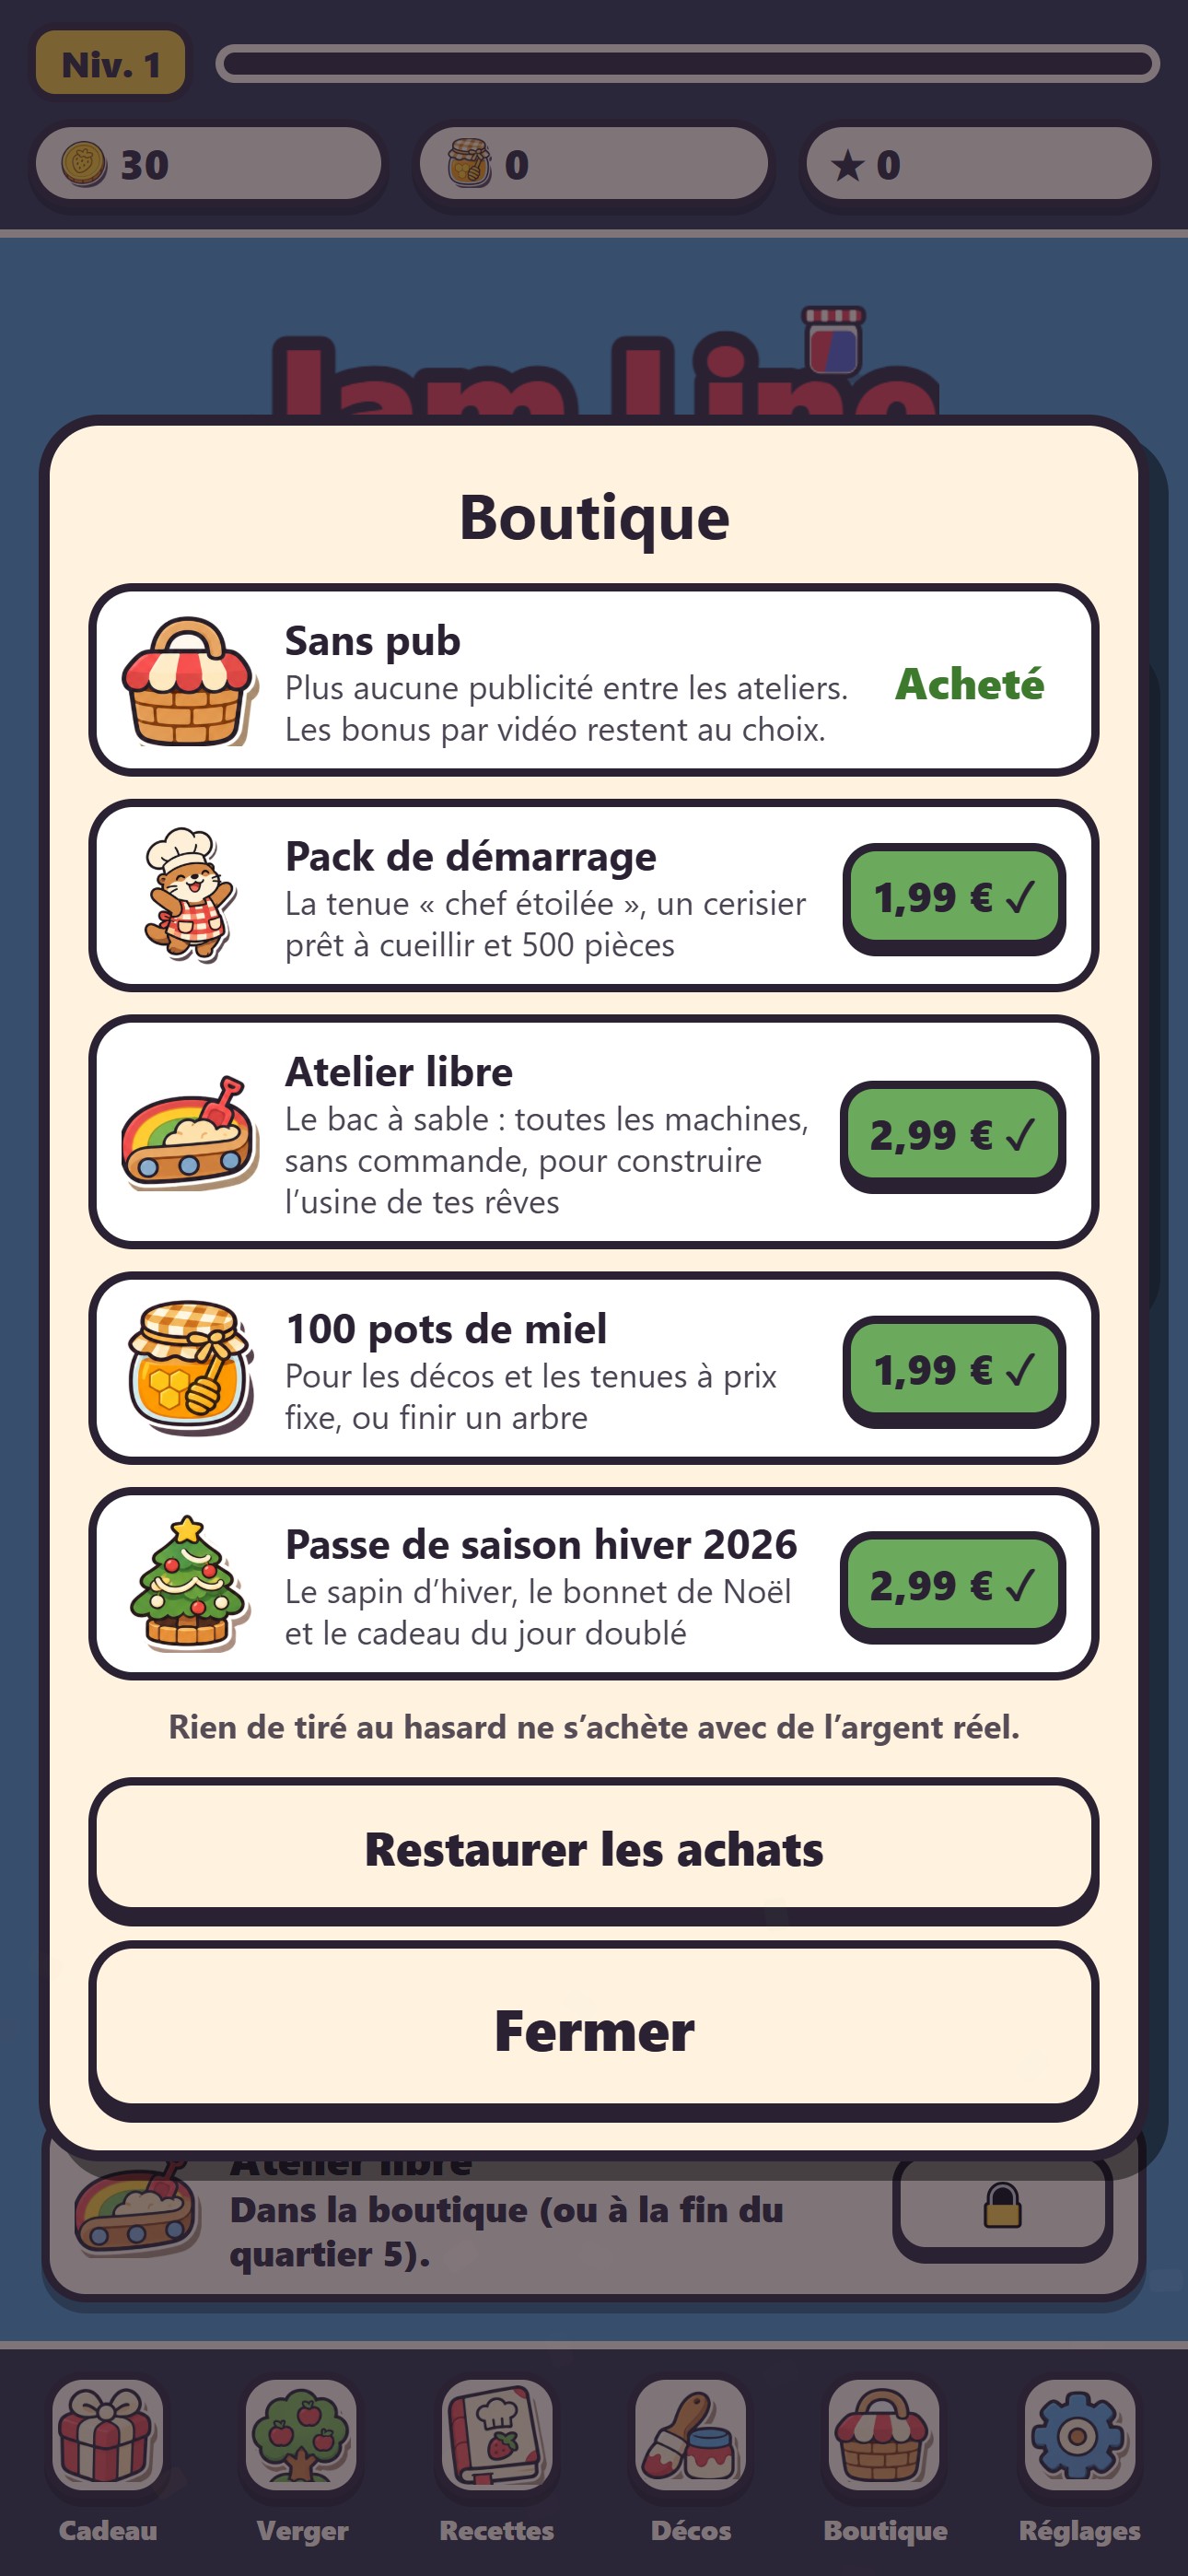 Niv. 1
30
0
★ 0
Jam Line
Boutique
Sans pub
Plus aucune publicité entre les ateliers.
Les bonus par vidéo restent au choix.
Acheté
Pack de démarrage
La tenue « chef étoilée », un cerisier
prêt à cueillir et 500 pièces
1,99 € ✓
Atelier libre
Le bac à sable : toutes les machines,
sans commande, pour construire
l’usine de tes rêves
2,99 € ✓
100 pots de miel
Pour les décos et les tenues à prix
fixe, ou finir un arbre
1,99 € ✓
Passe de saison hiver 2026
Le sapin d’hiver, le bonnet de Noël
et le cadeau du jour doublé
2,99 € ✓
Rien de tiré au hasard ne s’achète avec de l’argent réel.
Restaurer les achats
Fermer
Atelier libre
Dans la boutique (ou à la fin du
quartier 5).
Cadeau
Verger
Recettes
Décos
Boutique
Réglages